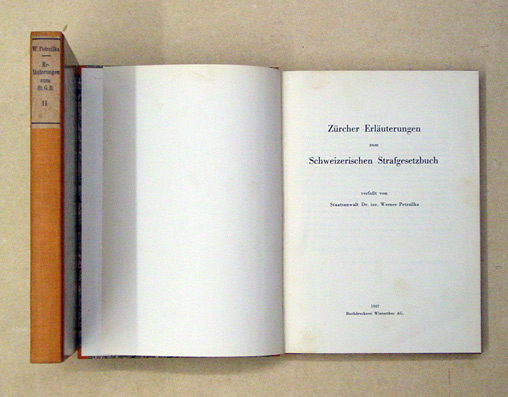 W. Petrzilka
Er-
läuterungen
zum
St.G.B.
II
Zürcher Erläuterungen
zum
Schweizerischen Strafgesetzbuch
verfaßt von
Staatsanwalt Dr. iur. Werner Petrzilka
Buchdruckerei Winterthur AG.